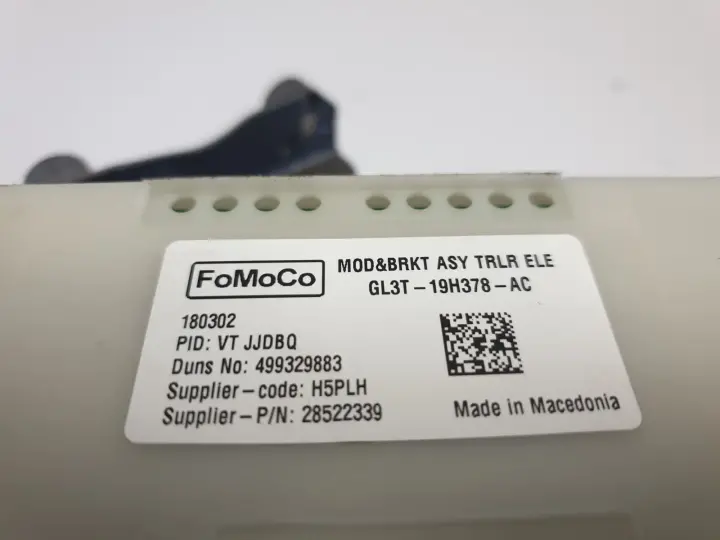 FoMoCo
MOD&BRKT ASY TRLR ELE
GL3T-19H378-AC
180302
PID: VT JJDBQ
Duns No: 499329883
Supplier-code: H5PLH
Supplier-P/N: 28522339
Made in Macedonia